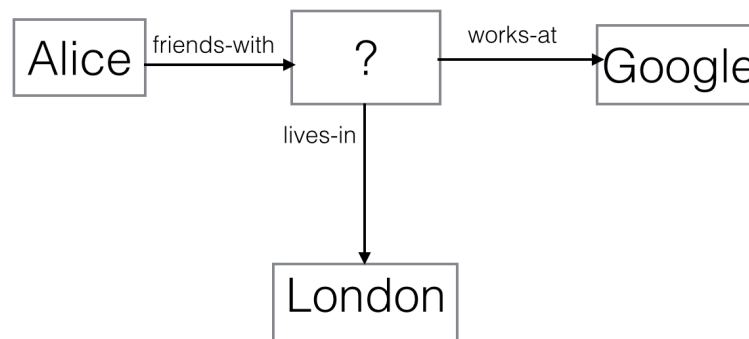 Alice
friends-with
?
works-at
Google
lives-in
London